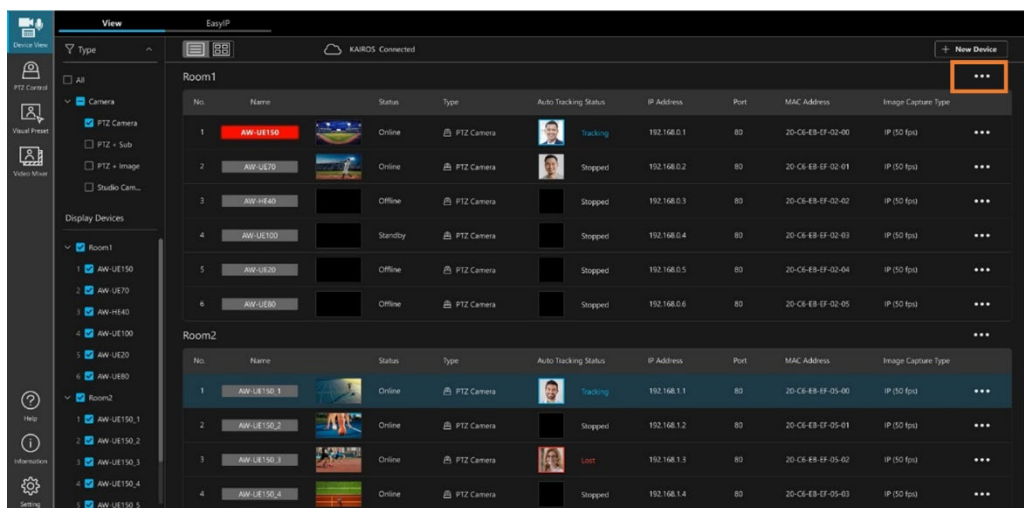 View EasyIP
Device View
PTZ Control
Visual Preset
Video Mixer
Help
Information
Setting
Type
All
Camera
PTZ Camera
PTZ + Sub
PTZ + Image
Studio Cam...
Display Devices
Room1
1 AW-UE150
2 AW-UE70
3 AW-HE40
4 AW-UE100
5 AW-UE20
6 AW-UE80
Room2
1 AW-UE150_1
2 AW-UE150_2
3 AW-UE150_3
4 AW-UE150_4
5 AW-UE150_5
KAIROS Connected
+ New Device
Room1
No. Name Status Type Auto Tracking Status IP Address Port MAC Address Image Capture Type
1 AW-UE150 Online PTZ Camera Tracking 192.168.0.1 80 20-C6-EB-EF-02-00 IP (50 fps)
2 AW-UE70 Online PTZ Camera Stopped 192.168.0.2 80 20-C6-EB-EF-02-01 IP (50 fps)
3 AW-HE40 Offline PTZ Camera Stopped 192.168.0.3 80 20-C6-EB-EF-02-02 IP (50 fps)
4 AW-UE100 Standby PTZ Camera Stopped 192.168.0.4 80 20-C6-EB-EF-02-03 IP (50 fps)
5 AW-UE20 Offline PTZ Camera Stopped 192.168.0.5 80 20-C6-EB-EF-02-04 IP (50 fps)
6 AW-UE80 Offline PTZ Camera Stopped 192.168.0.6 80 20-C6-EB-EF-02-05 IP (50 fps)
Room2
No. Name Status Type Auto Tracking Status IP Address Port MAC Address Image Capture Type
1 AW-UE150_1 Online PTZ Camera Tracking 192.168.1.1 80 20-C6-EB-EF-05-00 IP (50 fps)
2 AW-UE150_2 Online PTZ Camera Stopped 192.168.1.2 80 20-C6-EB-EF-05-01 IP (50 fps)
3 AW-UE150_3 Online PTZ Camera Lost 192.168.1.3 80 20-C6-EB-EF-05-02 IP (50 fps)
4 AW-UE150_4 Online PTZ Camera Stopped 192.168.1.4 80 20-C6-EB-EF-05-03 IP (50 fps)